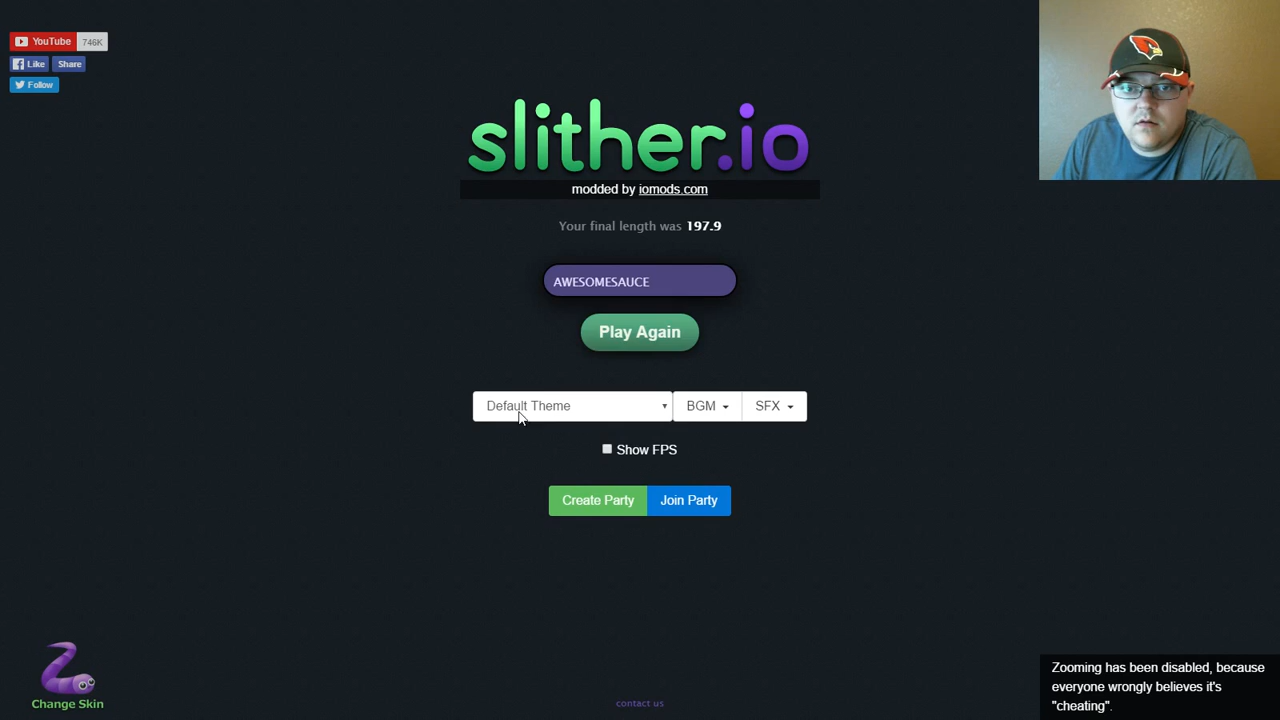 YouTube 746K
Like Share
Follow
slither.io
modded by iomods.com
Your final length was 197.9
AWESOMESAUCE
Play Again
Default Theme BGM SFX
Show FPS
Create Party Join Party
Change Skin
contact us
Zooming has been disabled, because
everyone wrongly believes it's
"cheating".